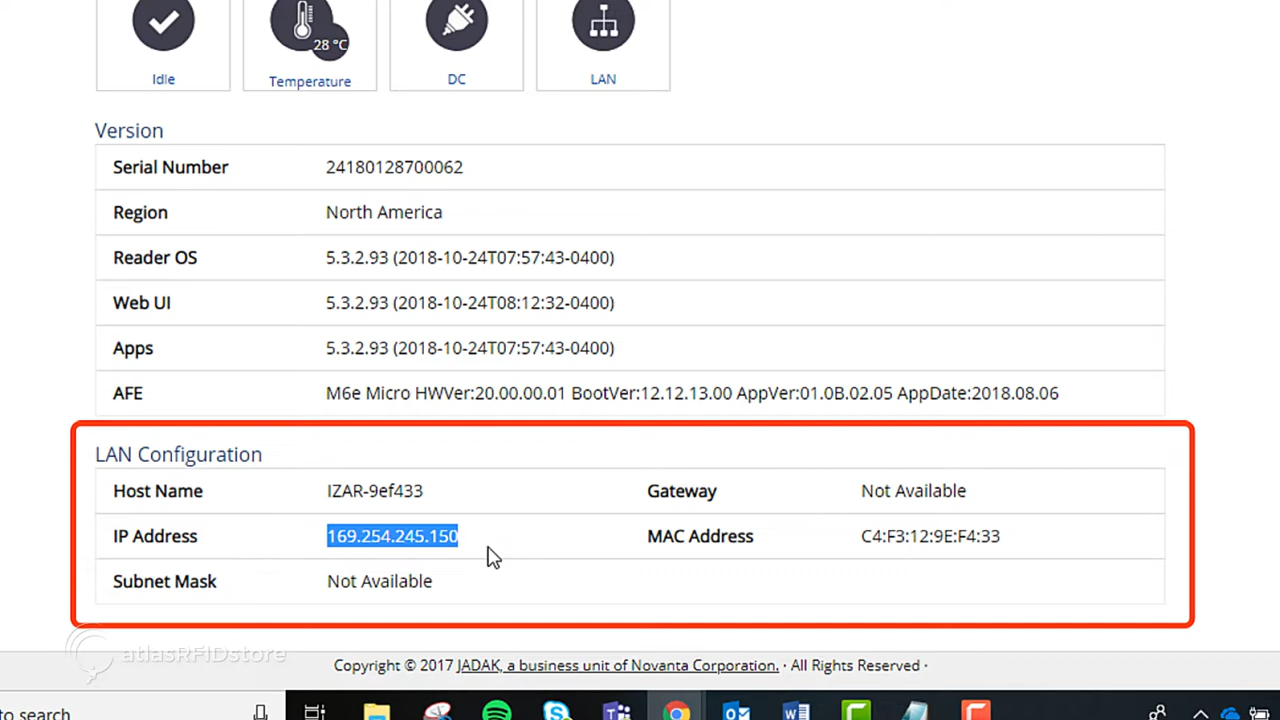 28 °C
Idle
Temperature
DC
LAN
Version
Serial Number 24180128700062
Region North America
Reader OS 5.3.2.93 (2018-10-24T07:57:43-0400)
Web UI 5.3.2.93 (2018-10-24T08:12:32-0400)
Apps 5.3.2.93 (2018-10-24T07:57:43-0400)
AFE M6e Micro HWVer:20.00.00.01 BootVer:12.12.13.00 AppVer:01.0B.02.05 AppDate:2018.08.06
LAN Configuration
Host Name IZAR-9ef433 Gateway Not Available
IP Address 169.254.245.150 MAC Address C4:F3:12:9E:F4:33
Subnet Mask Not Available
atlasRFIDstore
Copyright © 2017 JADAK, a business unit of Novanta Corporation. · All Rights Reserved ·
to search